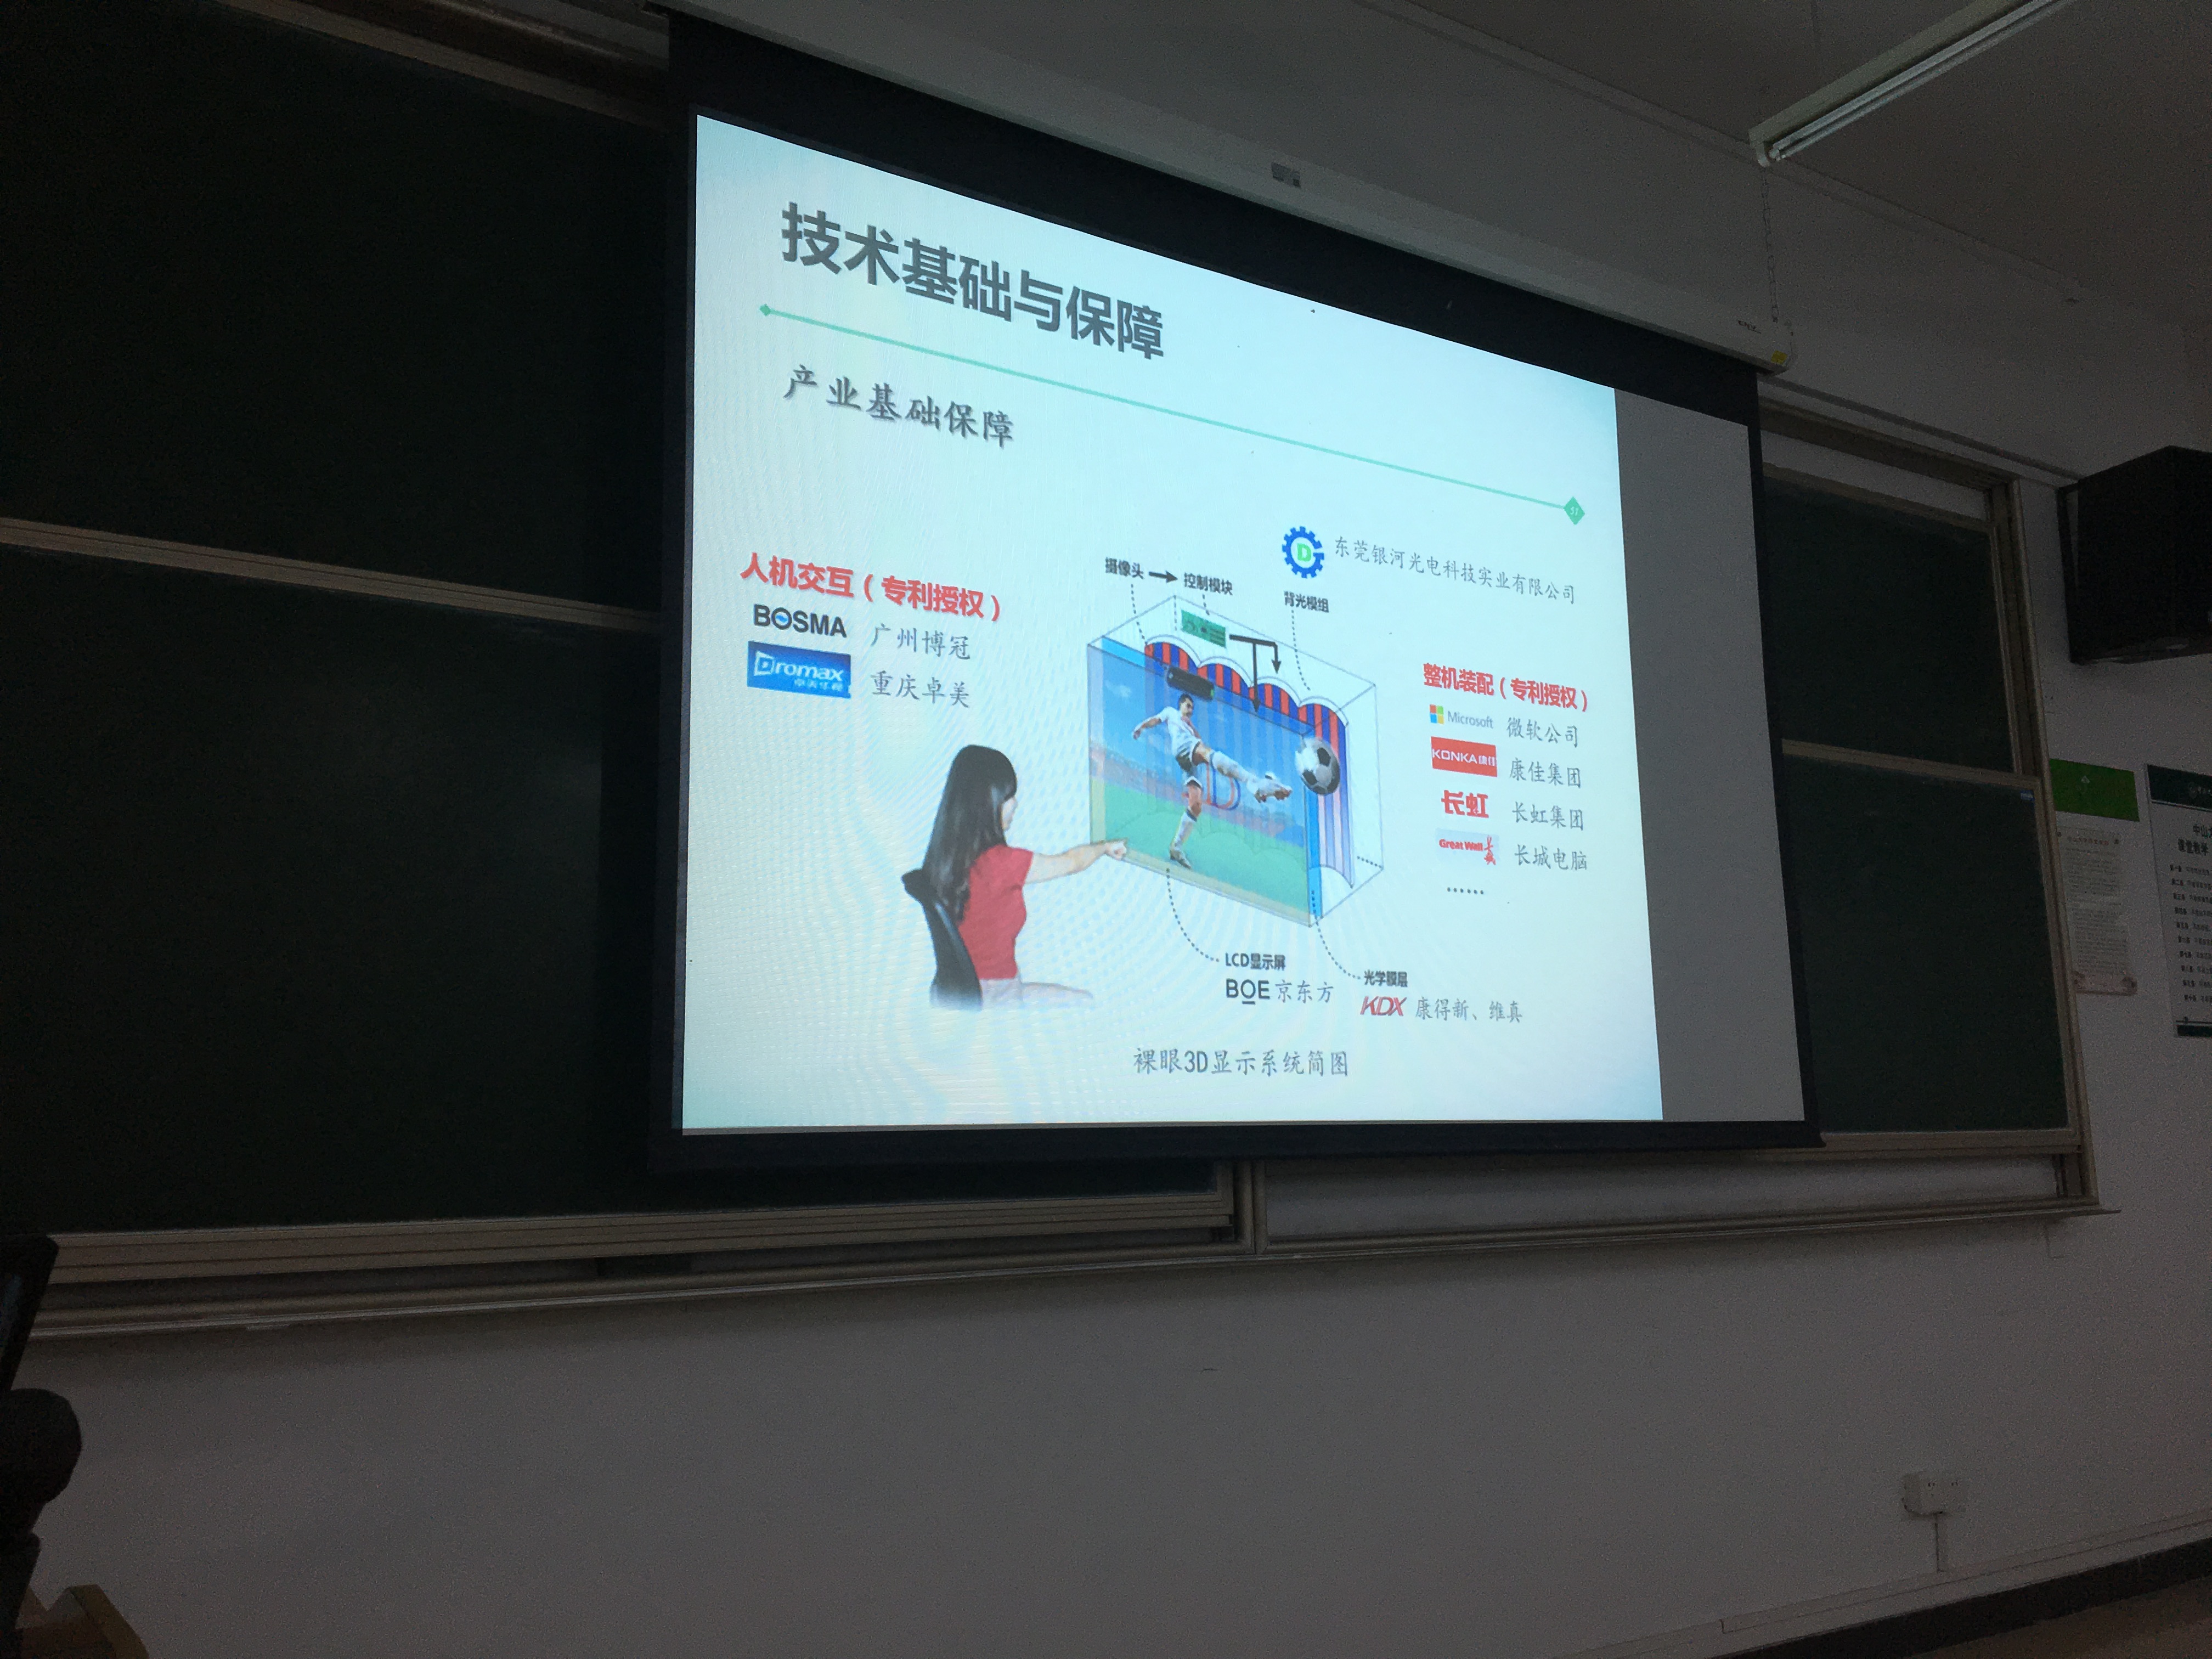 技术基础与保障
51
产业基础保障
东莞银河光电科技实业有限公司
摄像头
控制模块
背光模组
人机交互（专利授权）
BOSMA 广州博冠
Dromax 重庆卓美
整机装配（专利授权）
Microsoft 微软公司
KONKA康佳 康佳集团
长虹 长虹集团
Great Wall 长城电脑
......
LCD显示屏
BOE 京东方
光学膜层
KDX 康得新、维真
裸眼3D显示系统简图